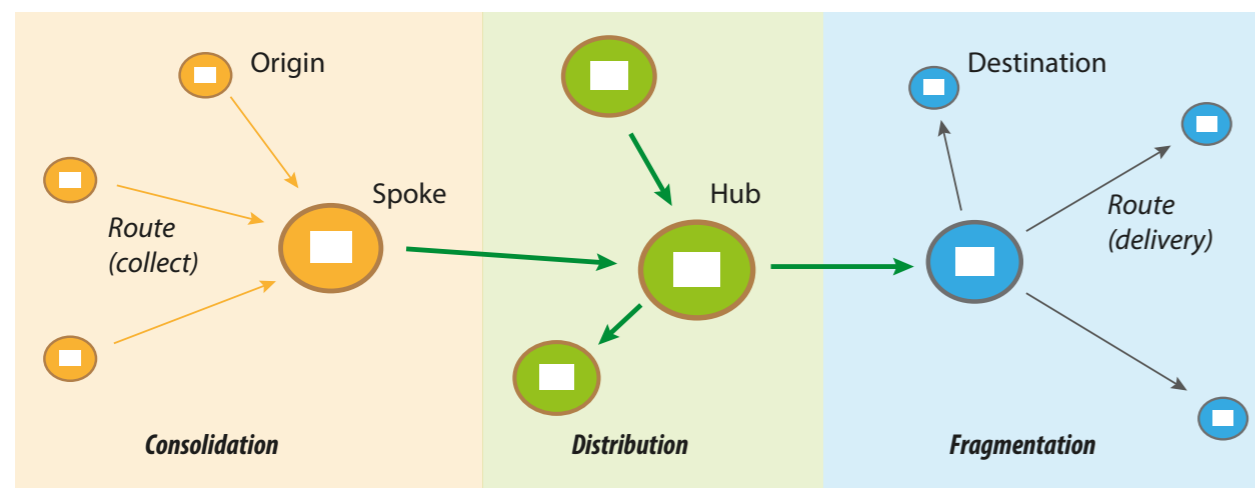 Origin
Destination
Spoke
Hub
Route
(collect)
Route
(delivery)
Consolidation
Distribution
Fragmentation